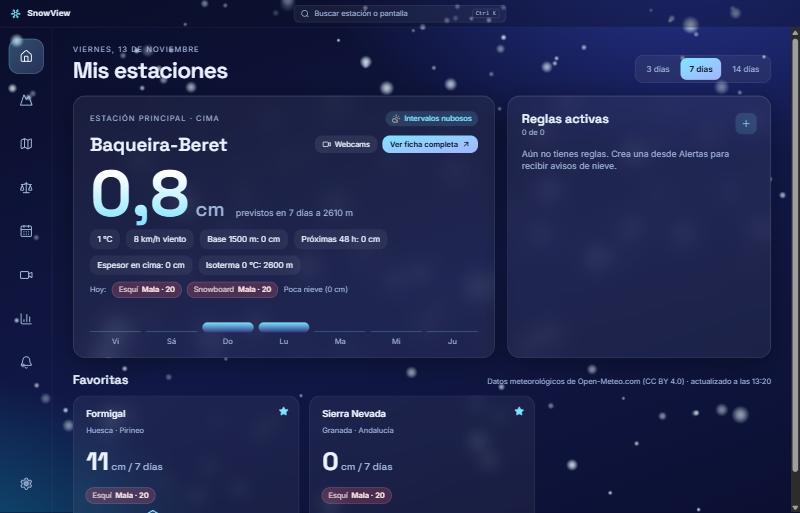 SnowView
Buscar estación o pantalla
Ctrl K
VIERNES, 13 DE NOVIEMBRE
Mis estaciones
3 días
7 días
14 días
ESTACIÓN PRINCIPAL · CIMA
Intervalos nubosos
Baqueira-Beret
Webcams
Ver ficha completa
0,8 cm previstos en 7 días a 2610 m
1 °C
8 km/h viento
Base 1500 m: 0 cm
Próximas 48 h: 0 cm
Espesor en cima: 0 cm
Isoterma 0 °C: 2600 m
Hoy:
Esquí Mala · 20
Snowboard Mala · 20
Poca nieve (0 cm)
Vi
Sá
Do
Lu
Ma
Mi
Ju
Reglas activas
0 de 0
+
Aún no tienes reglas. Crea una desde Alertas para
recibir avisos de nieve.
Favoritas
Datos meteorológicos de Open-Meteo.com (CC BY 4.0) · actualizado a las 13:20
Formigal
Huesca · Pirineo
11 cm / 7 días
Esquí Mala · 20
Sierra Nevada
Granada · Andalucía
0 cm / 7 días
Esquí Mala · 20